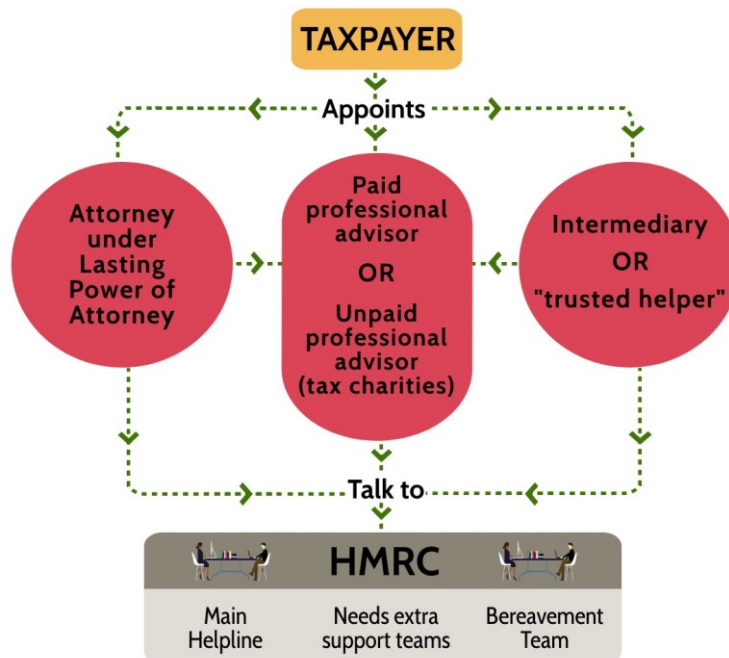 TAXPAYER
Appoints
Attorney
under
Lasting
Power of
Attorney
Paid
professional
advisor
OR
Unpaid
professional
advisor
(tax charities)
Intermediary
OR
"trusted helper"
Talk to
HMRC
Main
Helpline
Needs extra
support teams
Bereavement
Team